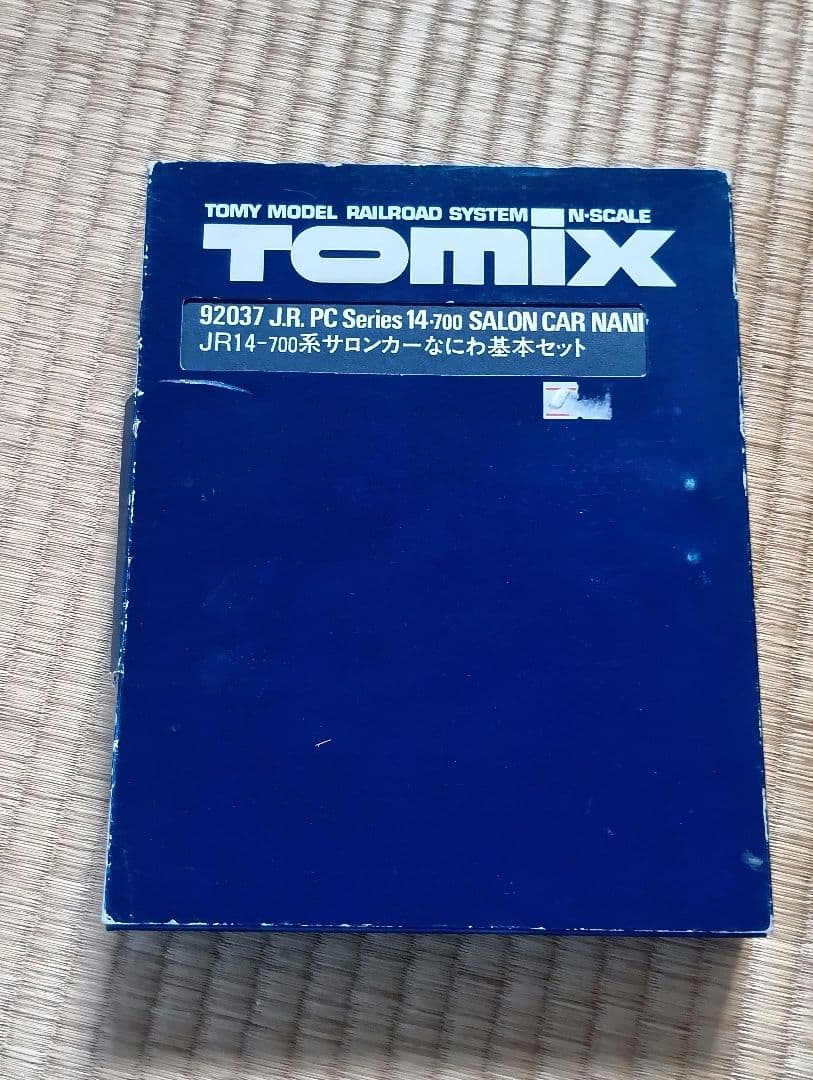 TOMY MODEL RAILROAD SYSTEM N-SCALE
TOMIX
92037 J.R. PC Series 14-700 SALON CAR NANI
JR14-700系サロンカーなにわ基本セット